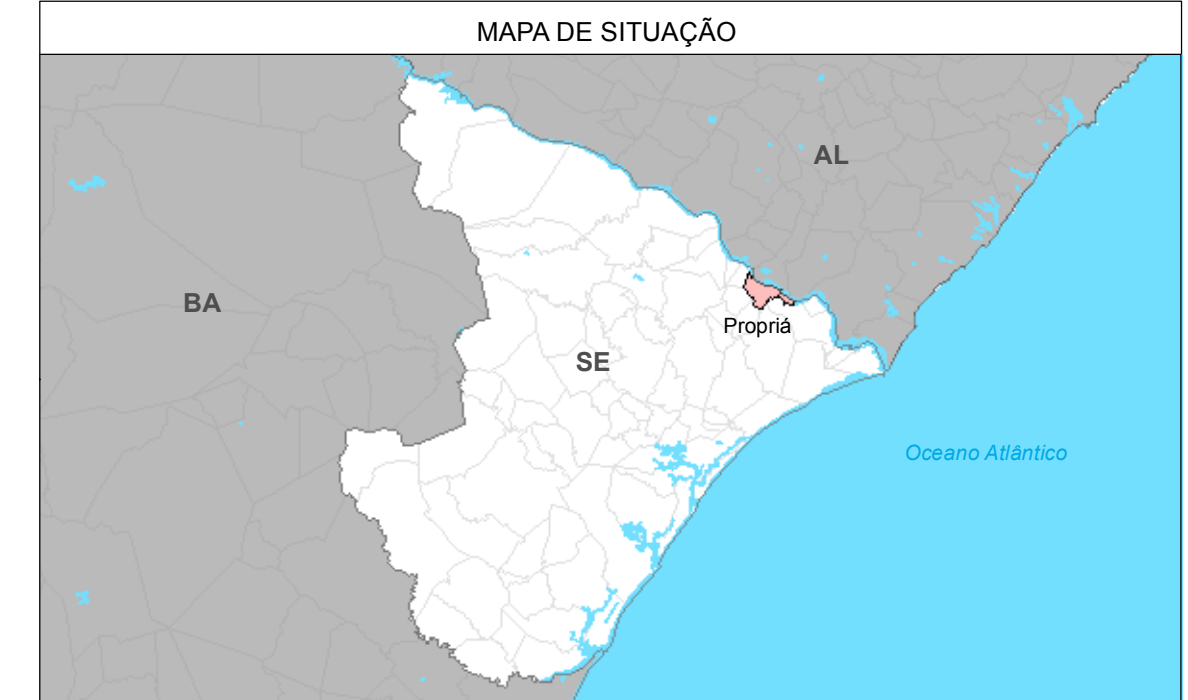 MAPA DE SITUAÇÃO
AL
BA
Propriá
SE
Oceano Atlântico